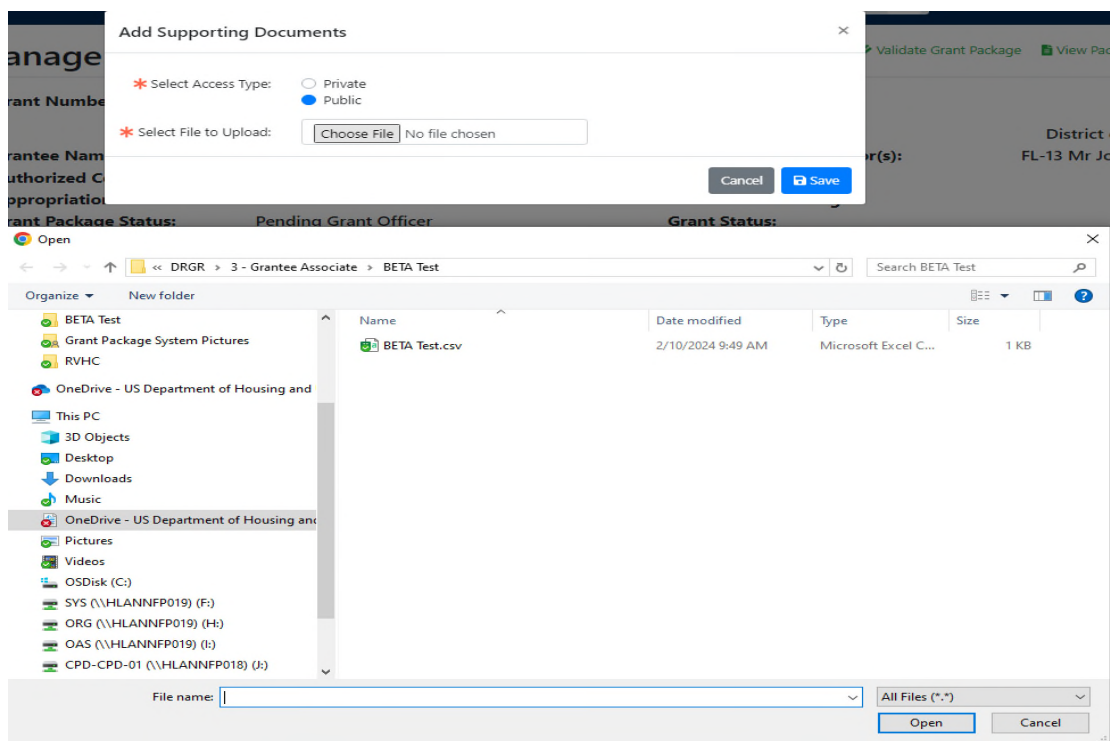 Add Supporting Documents ×
anage
Validate Grant Package View Pac
Select Access Type: Private
Public
rant Numbe
Select File to Upload: Choose File No file chosen
District
rantee Nam r(s): FL-13 Mr Jo
uthorized C
Cancel Save
ppropriation
rant Package Status: Pending Grant Officer Grant Status:
Open
« DRGR > 3 - Grantee Associate > BETA Test Search BETA Test
Organize New folder
Name Date modified Type Size
BETA Test
Grant Package System Pictures
BETA Test.csv 2/10/2024 9:49 AM Microsoft Excel C... 1 KB
RVHC
OneDrive - US Department of Housing and
This PC
3D Objects
Desktop
Downloads
Music
OneDrive - US Department of Housing and
Pictures
Videos
OSDisk (C:)
SYS (\\HLANNFP019) (F:)
ORG (\\HLANNFP019) (H:)
OAS (\\HLANNFP019) (I:)
CPD-CPD-01 (\\HLANNFP018) (J:)
File name: All Files (*.*)
Open Cancel